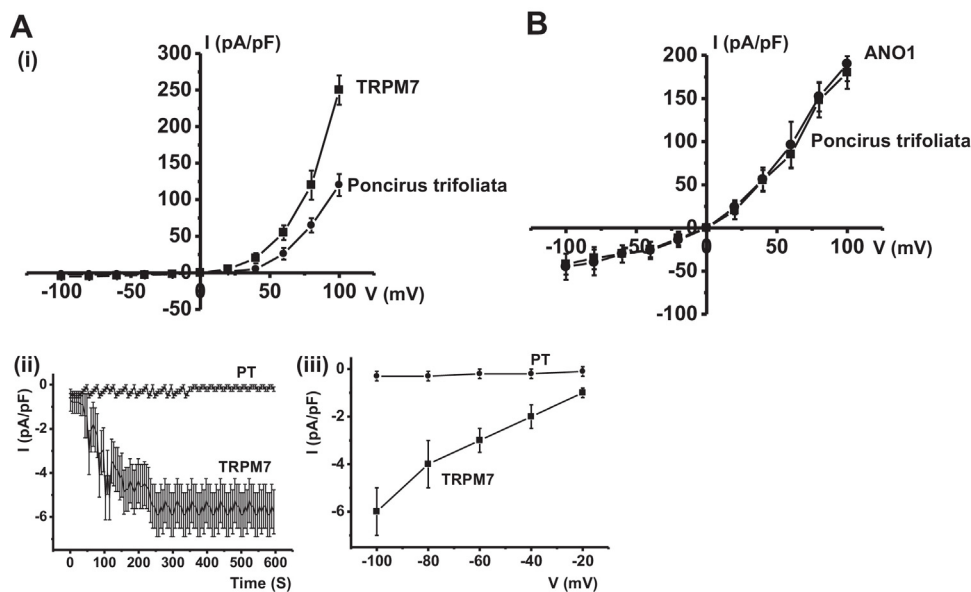 A
(i)
I (pA/pF)
300
250
200
150
100
50
0
-50
-100
-50
0
50
100
V (mV)
TRPM7
Poncirus trifoliata
B
I (pA/pF)
200
150
100
50
0
-50
-100
-100
-50
0
50
100
V (mV)
ANO1
Poncirus trifoliata
(ii)
I (pA/pF)
0
-2
-4
-6
PT
TRPM7
0 100 200 300 400 500 600
Time (S)
(iii)
I (pA/pF)
0
-2
-4
-6
PT
TRPM7
-100 -80 -60 -40 -20
V (mV)